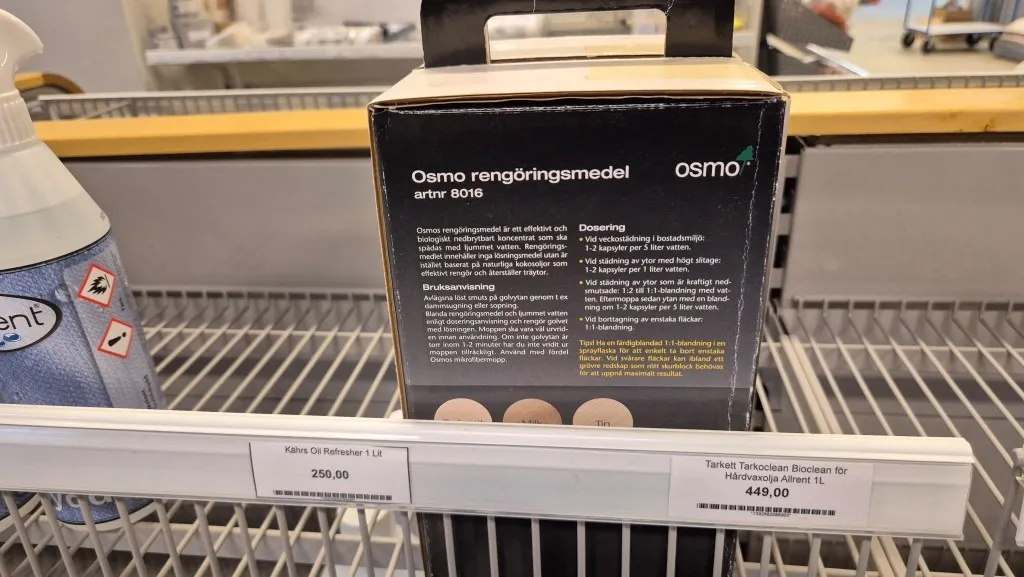 Osmo rengöringsmedel
artnr 8016
osmo
Osmos rengöringsmedel är ett effektivt och
biologiskt nedbrytbart koncentrat som ska
spädas med ljummet vatten. Rengörings-
mediet innehåller inga lösningsmedel utan är
istället baserat på naturliga kokosoljor som
effektivt rengör och återställer träytor.
Bruksanvisning
Avlägsna löst smuts på golvytan genom t ex
dammsugning eller sopning.
Blanda rengöringsmedel och ljummet vatten
enligt doseringsanvisning och rengör golvet
med lösningen. Moppen ska vara väl urvrid-
en innan användning. Om inte golvytan är
torr inom 1-2 minuter har du inte vridit ur
moppen tillräckligt. Använd med fördel
Osmos mikrofibermopp.
Dosering
• Vid veckostädning i bostadsmiljö:
1-2 kapsyler per 5 liter vatten.
• Vid städning av ytor med högt slitage:
1-2 kapsyler per 1 liter vatten.
• Vid städning av ytor som är kraftigt ned-
smutsade: 1:2 till 1:1-blandning med vat-
ten. Eftermoppa sedan ytan med en bland-
ning om 1-2 kapsyler per 5 liter vatten.
• Vid borttagning av enstaka fläckar:
1:1-blandning.
Tips! Ha en färdigblandad 1:1-blandning i en
sprayflaska för att enkelt ta bort enstaka
fläckar. Vid svårare fläckar kan ibland ett
grövre redskap som rött skurblock behövas
för att uppnå maximalt resultat.
ent
Tip
Kährs Oil Refresher 1 Lit
250,00
Tarkett Tarkoclean Bioclean för
Hårdvaxolja Allrent 1L
449,00